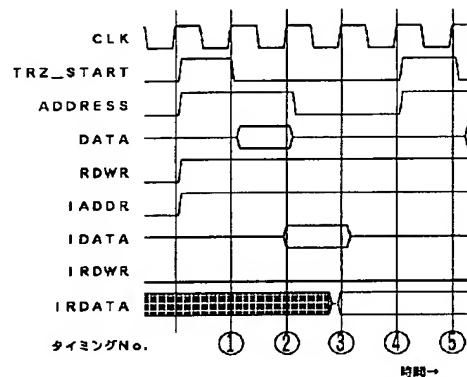 CLK
TRZ_START
ADDRESS
DATA
RDWR
IADDR
IDATA
IRDWR
IRDATA
タイミングNo. ① ② ③ ④ ⑤
時間→